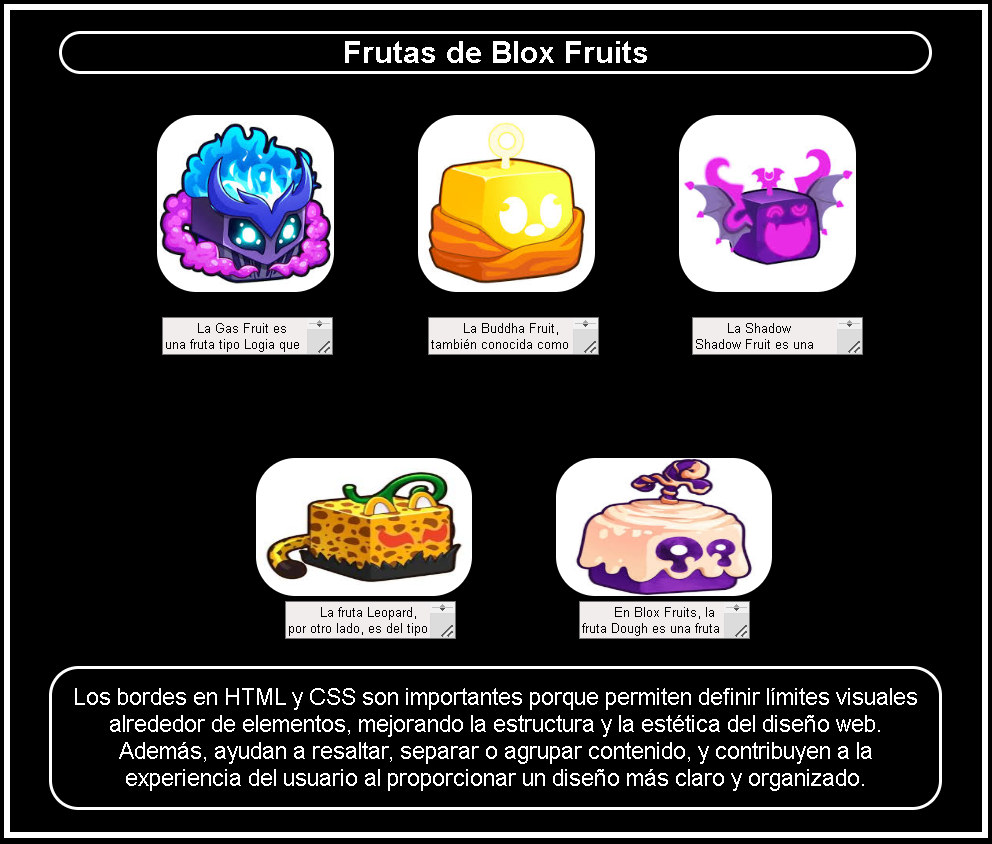 Frutas de Blox Fruits
La Gas Fruit es
una fruta tipo Logia que
La Buddha Fruit,
también conocida como
La Shadow
Shadow Fruit es una
La fruta Leopard,
por otro lado, es del tipo
En Blox Fruits, la
fruta Dough es una fruta
Los bordes en HTML y CSS son importantes porque permiten definir límites visuales
alrededor de elementos, mejorando la estructura y la estética del diseño web.
Además, ayudan a resaltar, separar o agrupar contenido, y contribuyen a la
experiencia del usuario al proporcionar un diseño más claro y organizado.